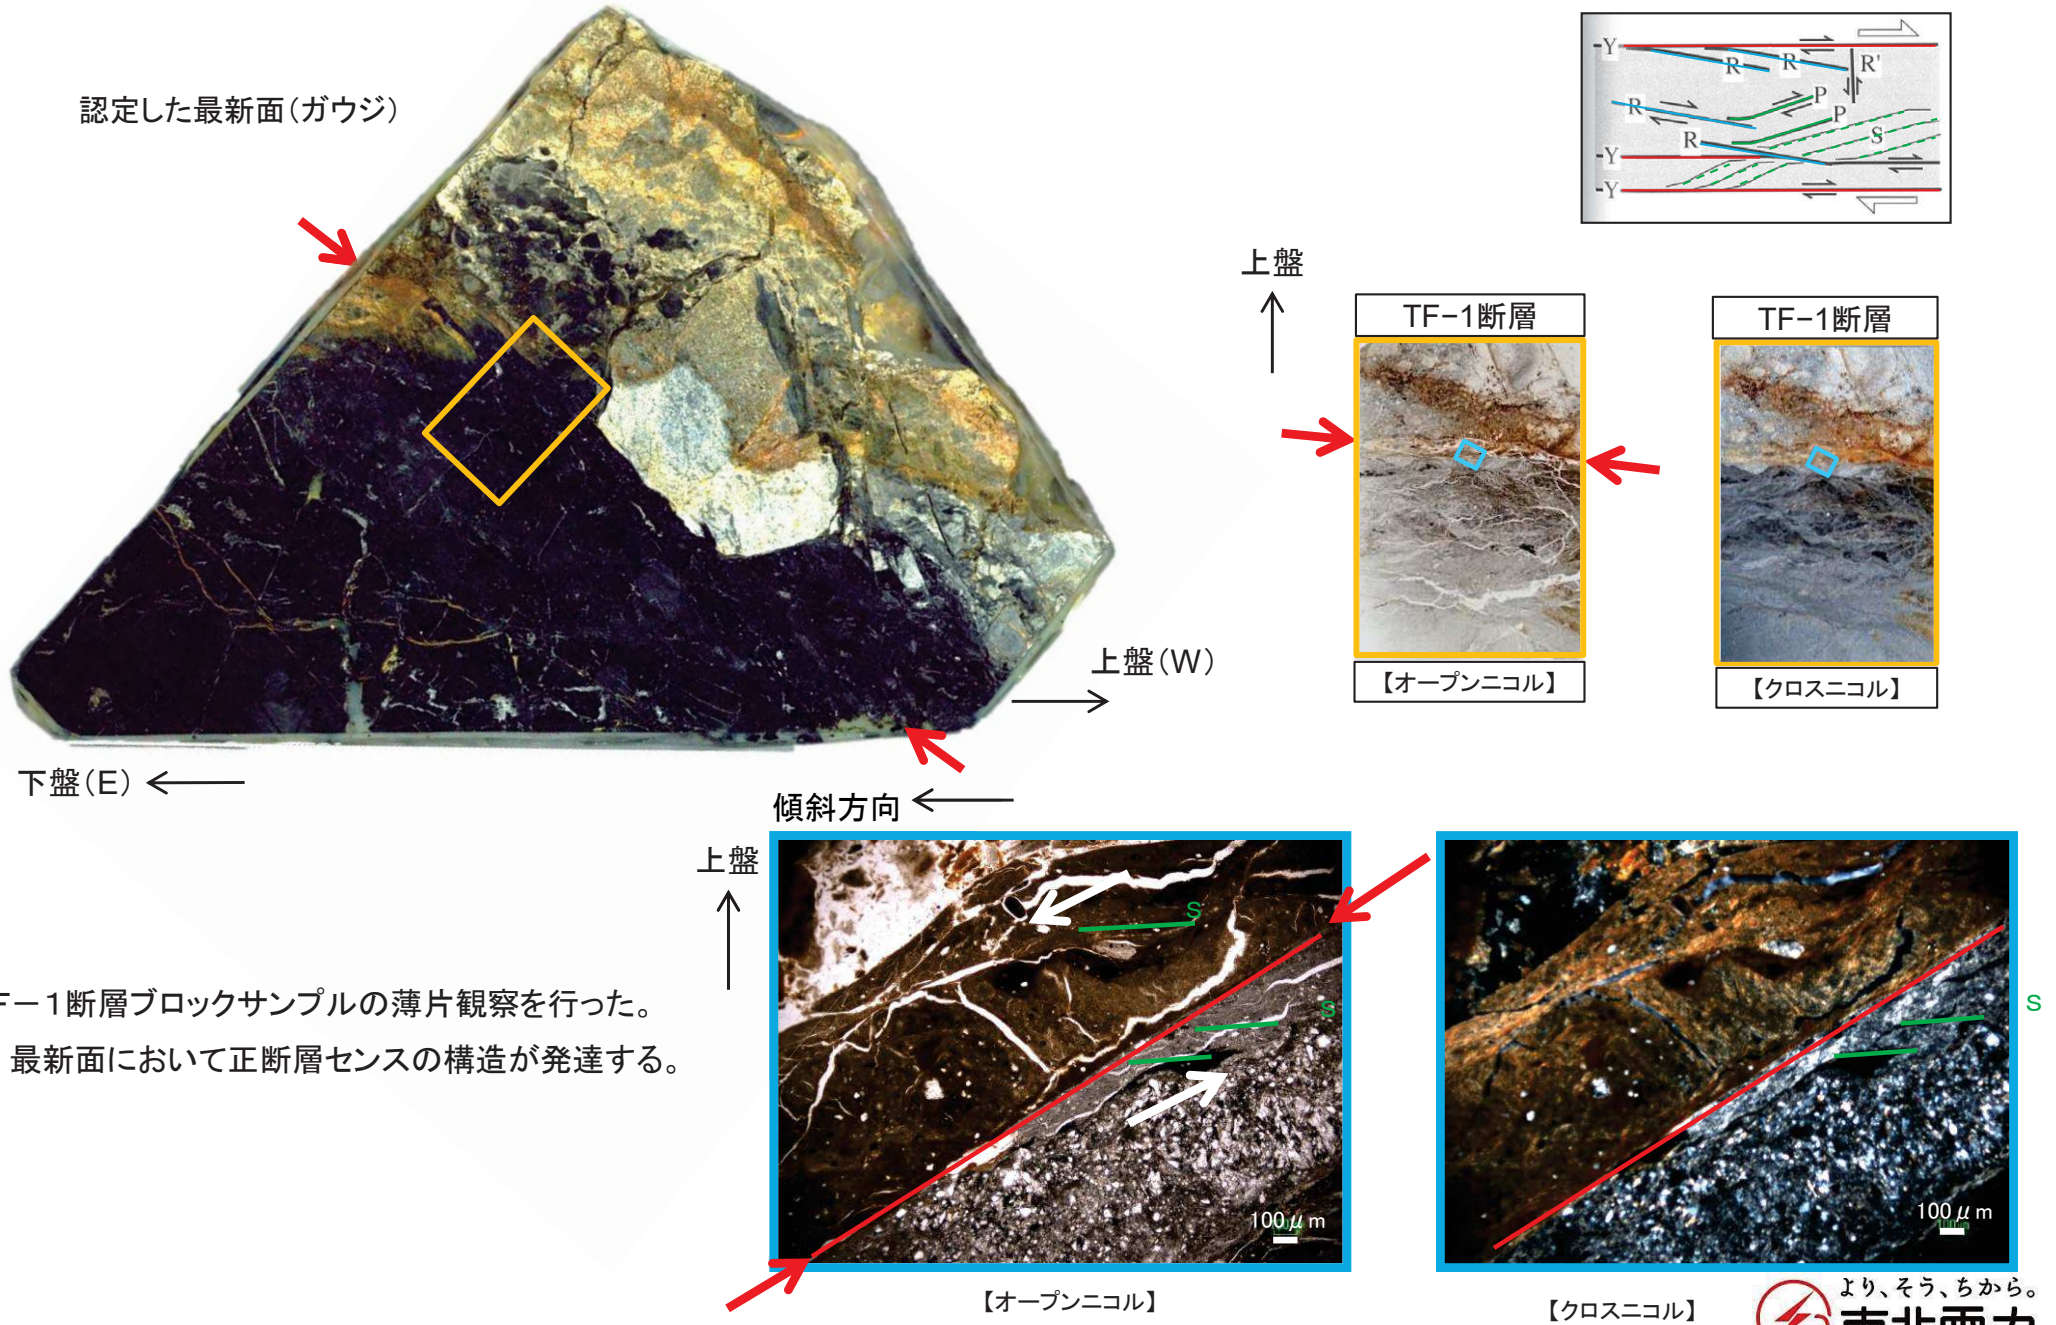 認定した最新面(ガウジ)
Y
R
R
R'
R
P
P
R
S
Y
Y
上盤
TF-1断層
TF-1断層
【オープンニコル】
【クロスニコル】
上盤(W)
下盤(E)
傾斜方向
上盤
S
S
S
F-1断層ブロックサンプルの薄片観察を行った。
最新面において正断層センスの構造が発達する。
100μm
100μm
【オープンニコル】
【クロスニコル】
より、そう、ちから。
東北電力